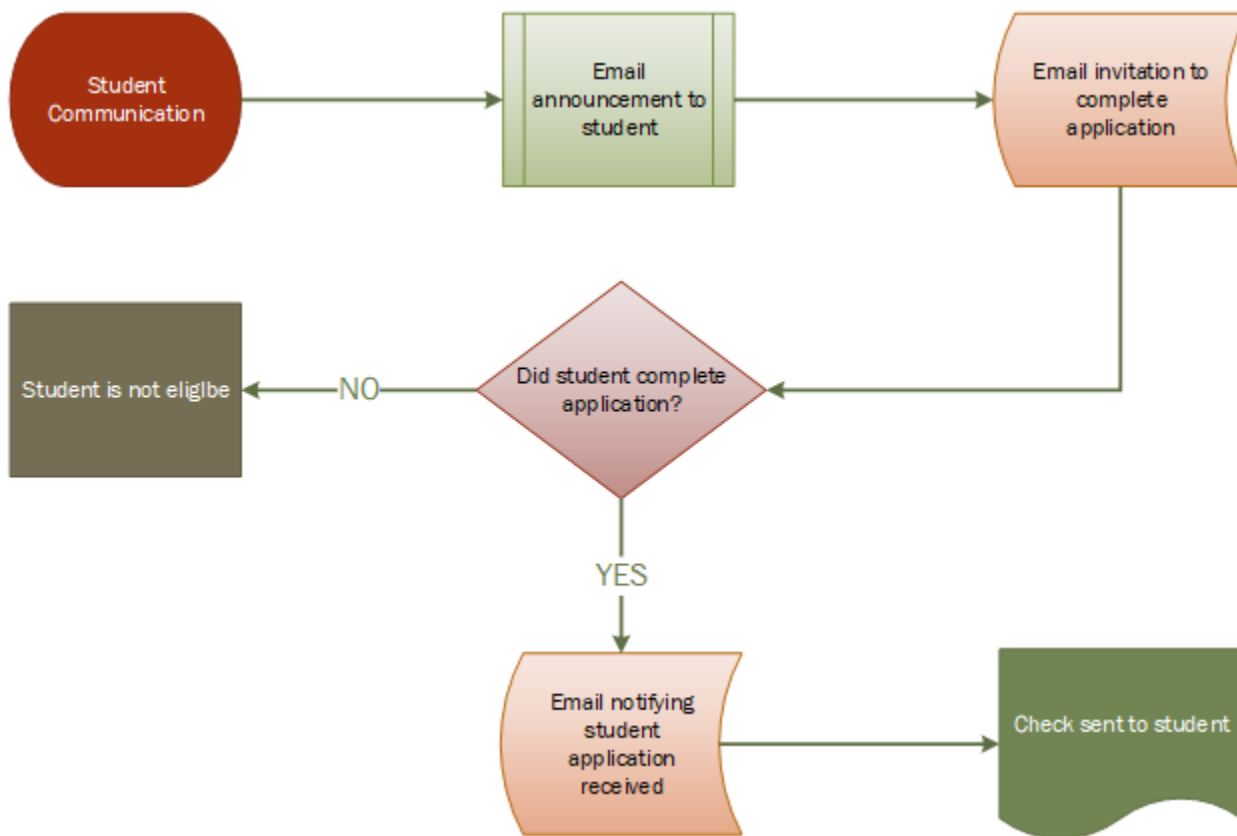 Student
Communication
Email
announcement to
student
Email invitation to
complete
application
Student is not eliglbe
NO
Did student complete
application?
YES
Email notifying
student
application
received
Check sent to student